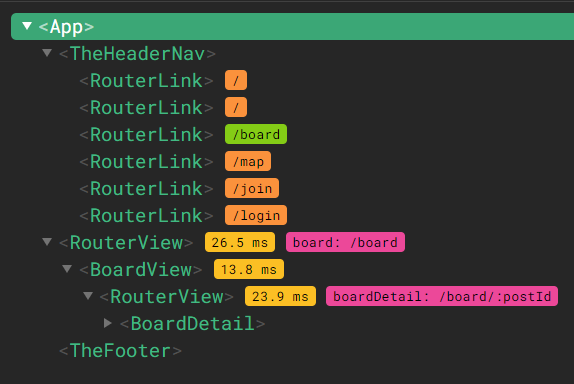 <App>
<TheHeaderNav>
<RouterLink> /
<RouterLink> /
<RouterLink> /board
<RouterLink> /map
<RouterLink> /join
<RouterLink> /login
<RouterView> 26.5 ms board: /board
<BoardView> 13.8 ms
<RouterView> 23.9 ms boardDetail: /board/:postId
<BoardDetail>
<TheFooter>